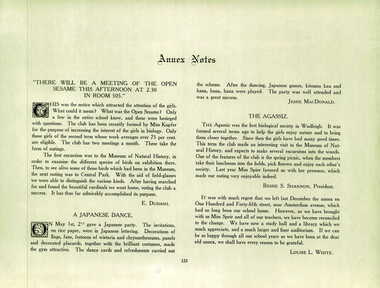 Annex Notes
"THERE WILL BE A MEETING OF THE OPEN
SESAME THIS AFTERNOON AT 2.30
IN ROOM 505."
THIS was the notice which attracted the attention of the girls.
What could it mean? What was the Open Sesame? Only
a few in the entire school knew, and these were besieged
with questions. The club has been recently formed by Miss Kupfer
for the purpose of increasing the interest of the girls in biology. Only
those girls of the second term whose work averages over 75 per cent
are eligible. The club has two meetings a month. These take the
form of outings.
The first excursion was to the Museum of Natural History, in
order to examine the different species of birds on exhibition there.
Then, to see alive some of those birds which had been in the Museum,
the next outing was to Central Park. With the aid of field-glasses
we were able to distinguish the various kinds. After having searched
for and found the beautiful cardinals we went home, voting the club a
success. It has thus far admirably accomplished its purpose.
A JAPANESE DANCE.
ON May 1st, 2nd gave a Japanese party. The invitations,
on rice paper, were in Japanese lettering. Decorations of
flags, fans, festoons of wistaria and chrysanthemums, panels
and decorated placards, together with the brilliant costumes, made
the gym attractive. The dance cards and refreshments carried out
the scheme. After the dancing, Japanese games, kitsune ken and
hana, hana, hana were played. The party was well attended and
was a great success.
JESSIE MACDONALD.
THE AGASSIZ.
THE Agassiz was the first biological society in Wadleigh. It was
formed several terms ago to help the girls enjoy nature and to bring
them closer together. Since then the girls have had many good times.
This term the club made an interesting visit to the Museum of Nat-
ural History, and expects to make several excursions into the woods.
One of the features of the club is the spring picnic, when the members
take their luncheons into the fields, pick flowers and enjoy each other's
society. Last year Miss Speir favored us with her presence, which
made our outing very enjoyable indeed.
BESSIE S. SHANNON, President.
It was with much regret that we left last December the annex on
One Hundred and Forty-fifth street, near Amsterdam avenue, which
had so long been our school home. However, as we have brought
with us Miss Speir and all of our teachers, we have become reconciled
to the change. We have now a study hall and a library which we
much appreciate, and a much larger and finer auditorium. If we can
be as happy through all our school years as we have been at the dear
old annex, we shall have every reason to be grateful.
LOUISE L. WHITE.